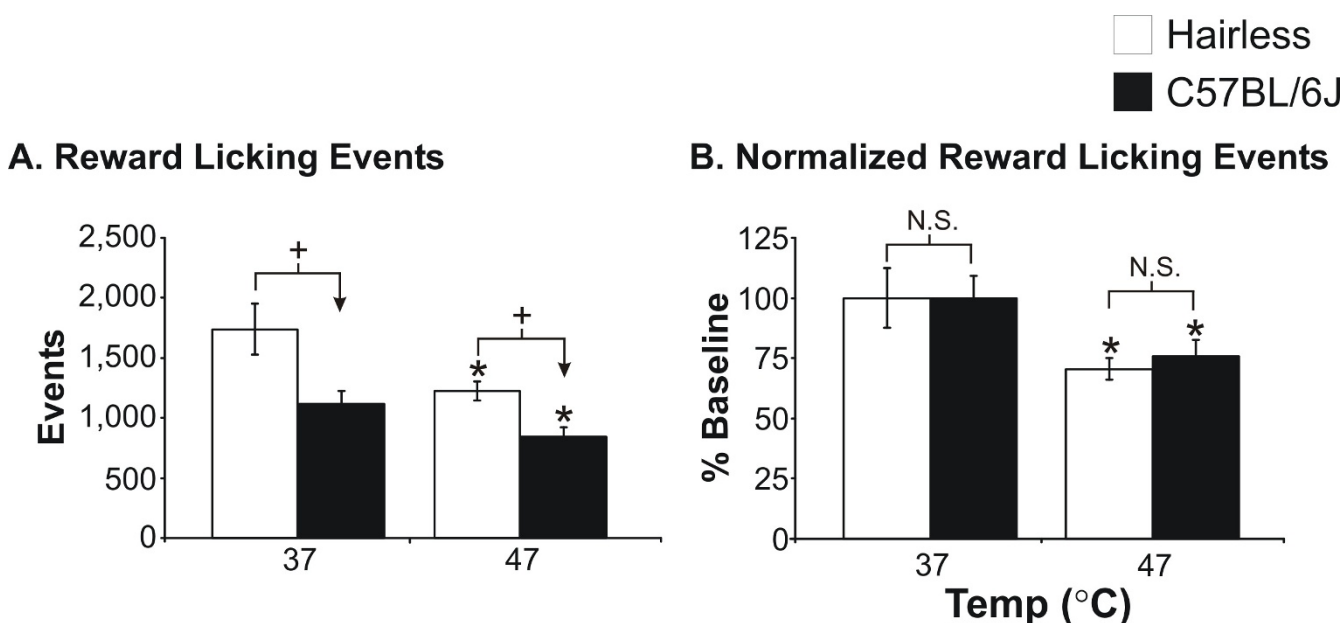 Hairless
C57BL/6J
A. Reward Licking Events
B. Normalized Reward Licking Events
Events
2,500
2,000
1,500
1,000
500
0
+
+
*
*
37
47
% Baseline
125
100
75
50
25
0
N.S.
N.S.
*
*
37
47
Temp (°C)